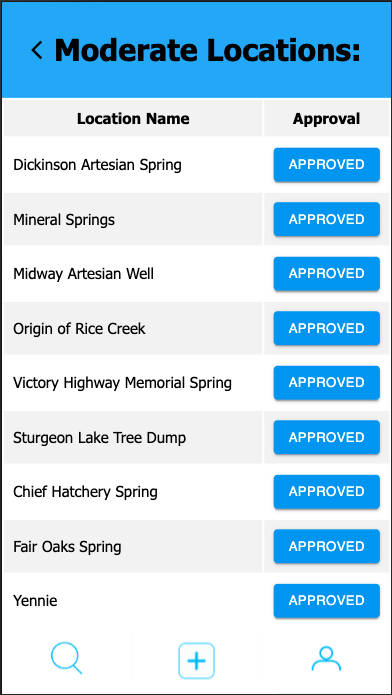 Moderate Locations:
Location Name Approval
Dickinson Artesian Spring APPROVED
Mineral Springs APPROVED
Midway Artesian Well APPROVED
Origin of Rice Creek APPROVED
Victory Highway Memorial Spring APPROVED
Sturgeon Lake Tree Dump APPROVED
Chief Hatchery Spring APPROVED
Fair Oaks Spring APPROVED
Yennie APPROVED